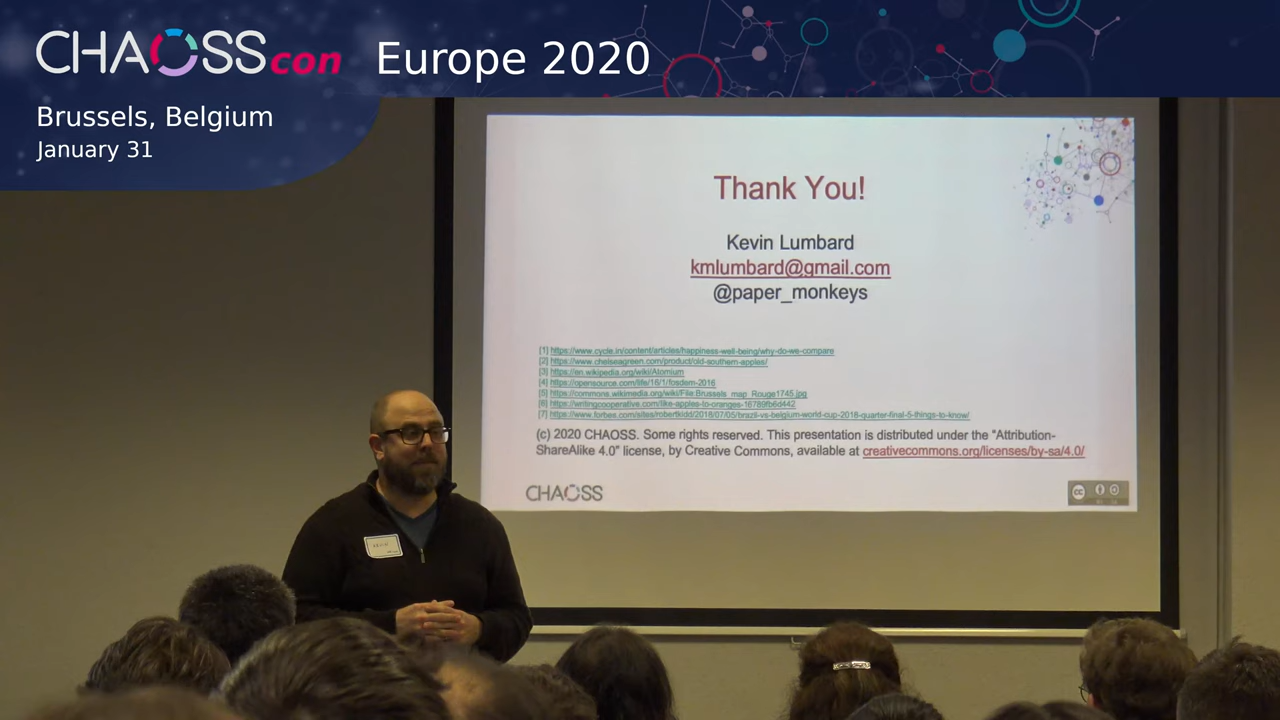 CHAOSScon Europe 2020
Brussels, Belgium
January 31
Thank You!
Kevin Lumbard
kmlumbard@gmail.com
@paper_monkeys
[1] https://www.cycle.in/content/articles/happiness-well-being/why-do-we-compare
[2] https://www.chelseagreen.com/product/old-southern-apples/
[3] https://en.wikipedia.org/wiki/Atomium
[4] https://opensource.com/life/16/1/fosdem-2016
[5] https://commons.wikimedia.org/wiki/File:Brussels_map_Rouge1745.jpg
[6] https://writingcooperative.com/like-apples-to-oranges-16789fb6d442
[7] https://www.forbes.com/sites/robertkidd/2018/07/05/brazil-vs-belgium-world-cup-2018-quarter-final-5-things-to-know/
(c) 2020 CHAOSS. Some rights reserved. This presentation is distributed under the "Attribution-
ShareAlike 4.0" license, by Creative Commons, available at creativecommons.org/licenses/by-sa/4.0/
CHAOSS
cc